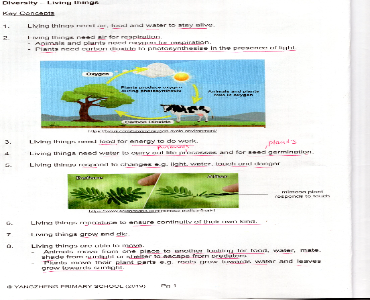 Diversity - Living things
Key Concepts
1. Living things need air, food and water to stay alive.
2. Living things need air for respiration.
- Animals and plants need oxygen for respiration.
- Plants need carbon dioxide to photosynthesise in the presence of light.
Oxygen
Plants produce oxygen during photosynthesis
Animals and plants take in oxygen
Carbon Dioxide
3. Living things need food for energy to do work.
plants
4. Living things need water to carry out life processes and for seed germination.
5. Living things respond to changes e.g. light, water, touch and danger.
Before
After
mimosa plant
responds to touch
6. Living things reproduce to ensure continuity of their own kind.
7. Living things grow and die.
8. Living things are able to move.
- Animals move from one place to another looking for food, water, mate,
shade from sunlight or shelter to escape from predators.
- Plants move their plant parts e.g. roots grow towards water and leaves
grow towards sunlight.
© YANGZHENG PRIMARY SCHOOL (2019) Pg 1